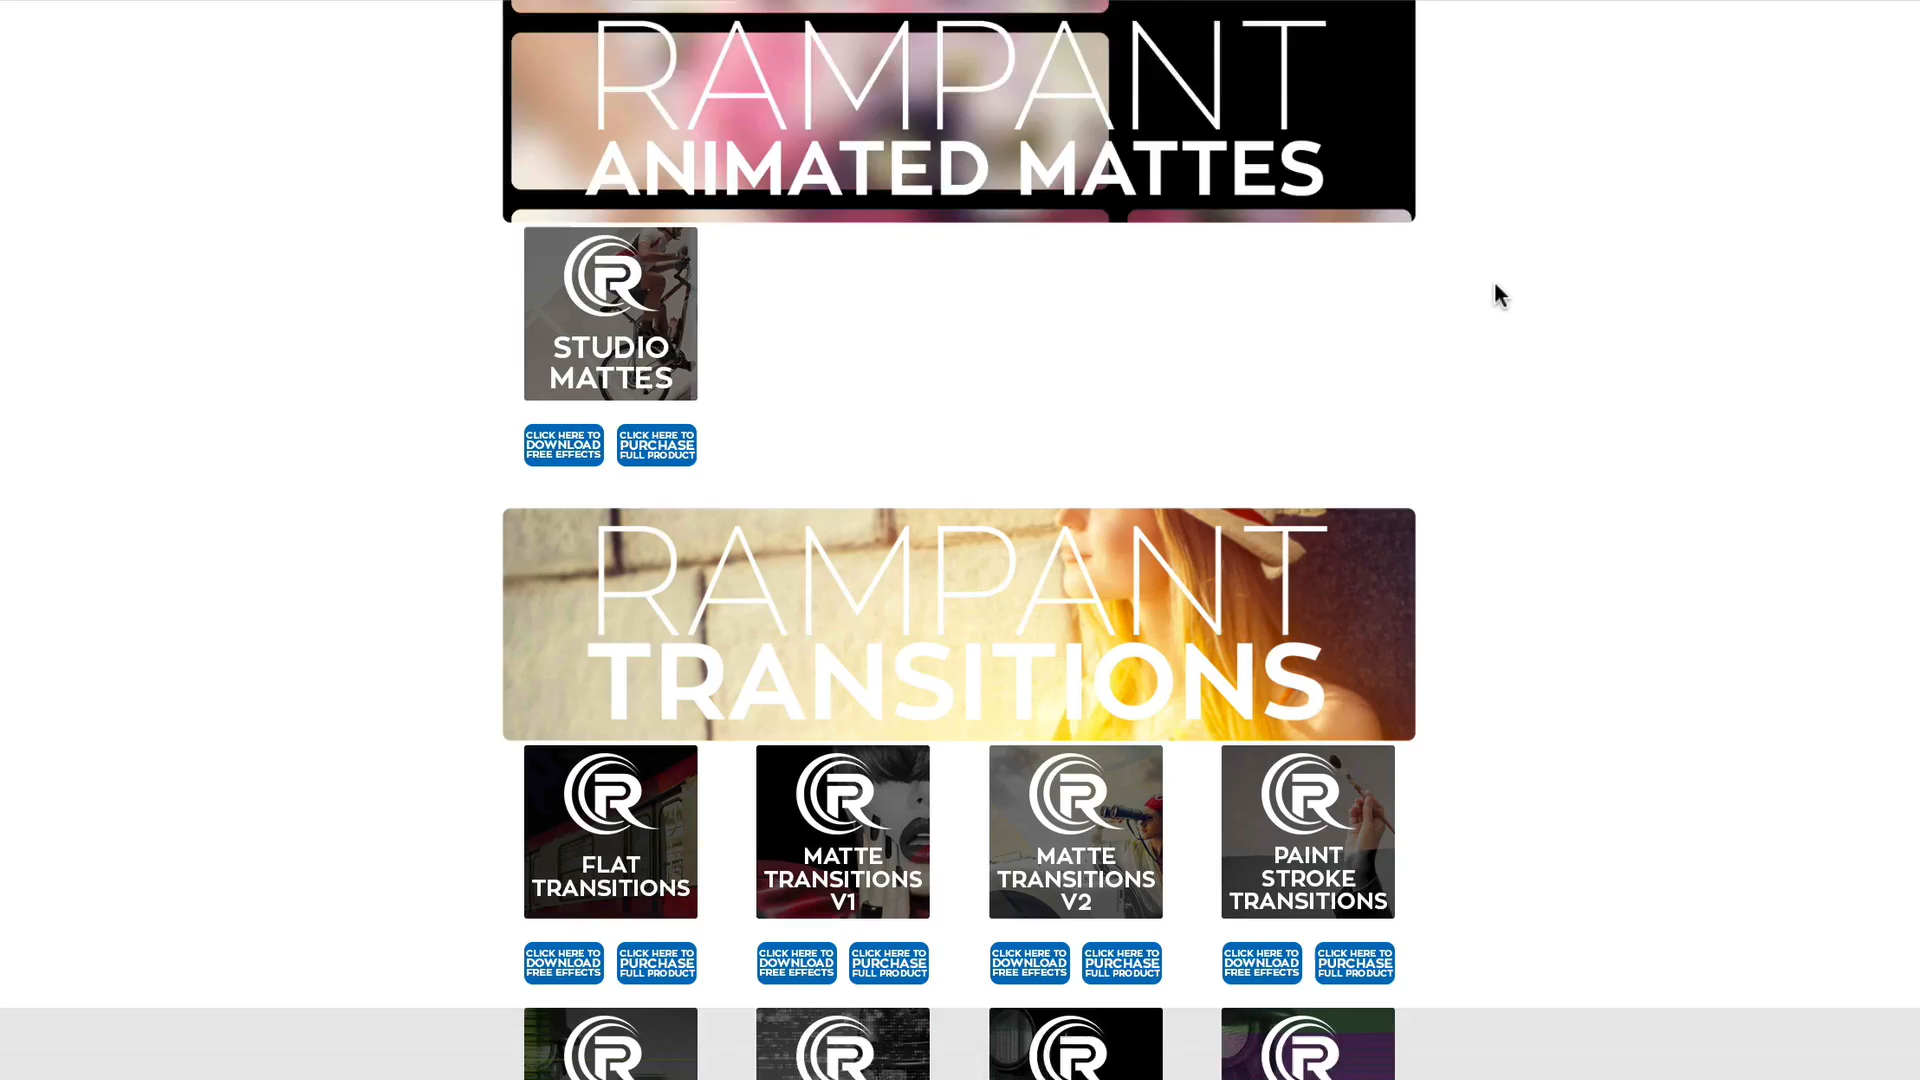 RAMPANT
ANIMATED MATTES
STUDIO
MATTES
CLICK HERE TO
DOWNLOAD
FREE EFFECTS
CLICK HERE TO
PURCHASE
FULL PRODUCT
RAMPANT
TRANSITIONS
FLAT
TRANSITIONS
MATTE
TRANSITIONS
V1
MATTE
TRANSITIONS
V2
PAINT
STROKE
TRANSITIONS
CLICK HERE TO
DOWNLOAD
FREE EFFECTS
CLICK HERE TO
PURCHASE
FULL PRODUCT
CLICK HERE TO
DOWNLOAD
FREE EFFECTS
CLICK HERE TO
PURCHASE
FULL PRODUCT
CLICK HERE TO
DOWNLOAD
FREE EFFECTS
CLICK HERE TO
PURCHASE
FULL PRODUCT
CLICK HERE TO
DOWNLOAD
FREE EFFECTS
CLICK HERE TO
PURCHASE
FULL PRODUCT